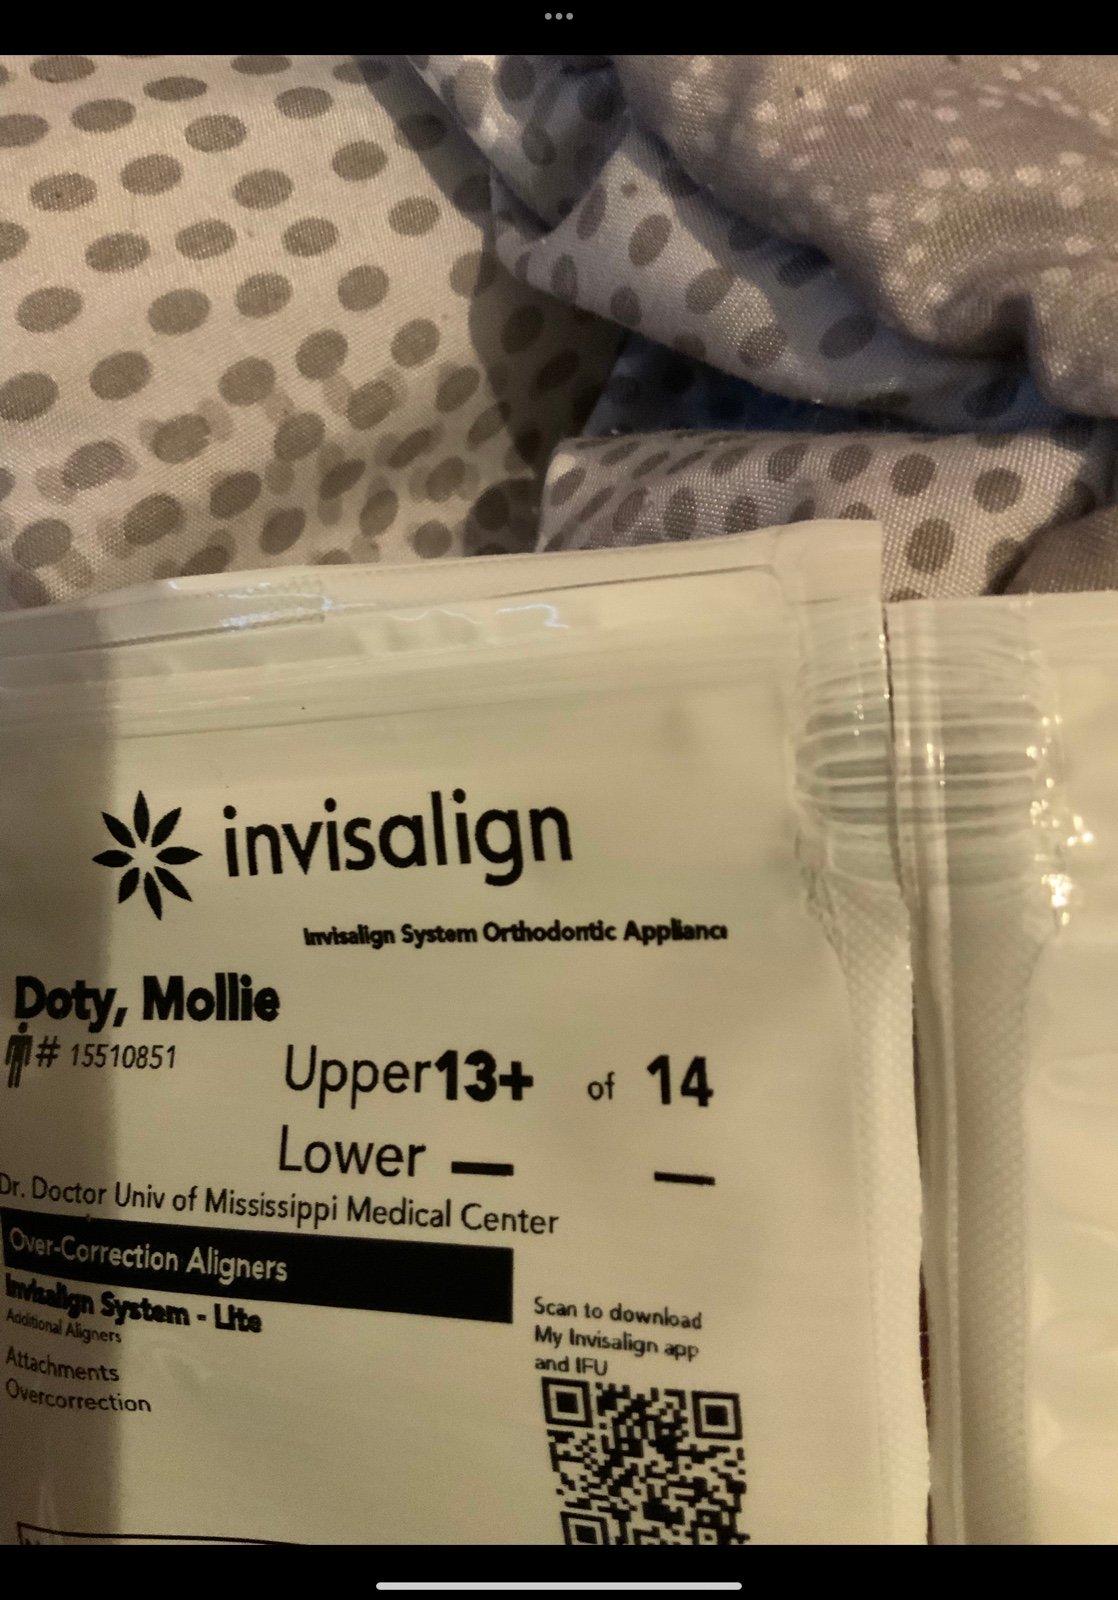 invisalign
Invisalign System Orthodontic Appliance
Doty, Mollie
# 15510851
Upper 13+ of 14
Lower — —
Dr. Doctor Univ of Mississippi Medical Center
Over-Correction Aligners
Invisalign System - Lite
Additional Aligners
Attachments
Overcorrection
Scan to download
My Invisalign app
and IFU